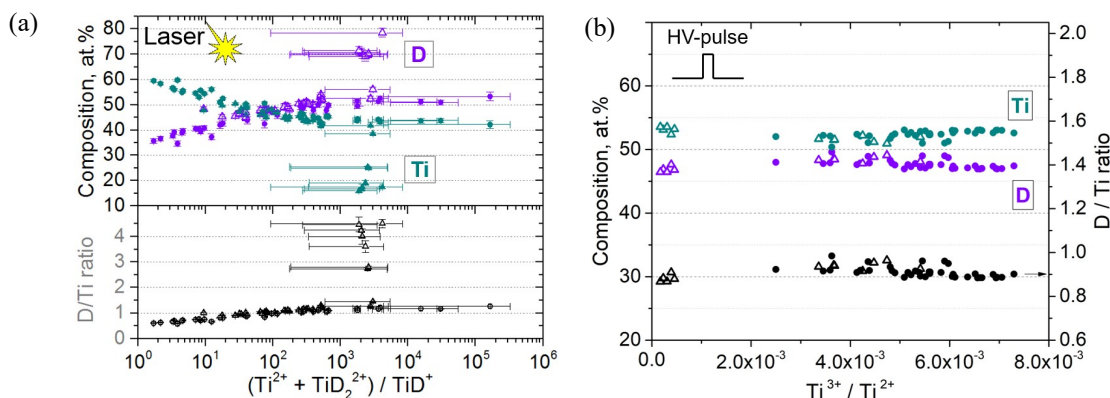 (a)
Laser
D
Ti
Composition, at.%
80
70
60
50
40
30
20
10
D/Ti ratio
4
3
2
1
0
10⁰ 10¹ 10² 10³ 10⁴ 10⁵ 10⁶
(Ti²⁺ + TiD₂²⁺) / TiD⁺
(b)
HV-pulse
Ti
D
Composition, at.%
60
50
40
30
20
D / Ti ratio
2.0
1.8
1.6
1.4
1.2
1.0
0.8
0.6
0.0 2.0x10⁻³ 4.0x10⁻³ 6.0x10⁻³ 8.0x10⁻³
Ti³⁺ / Ti²⁺